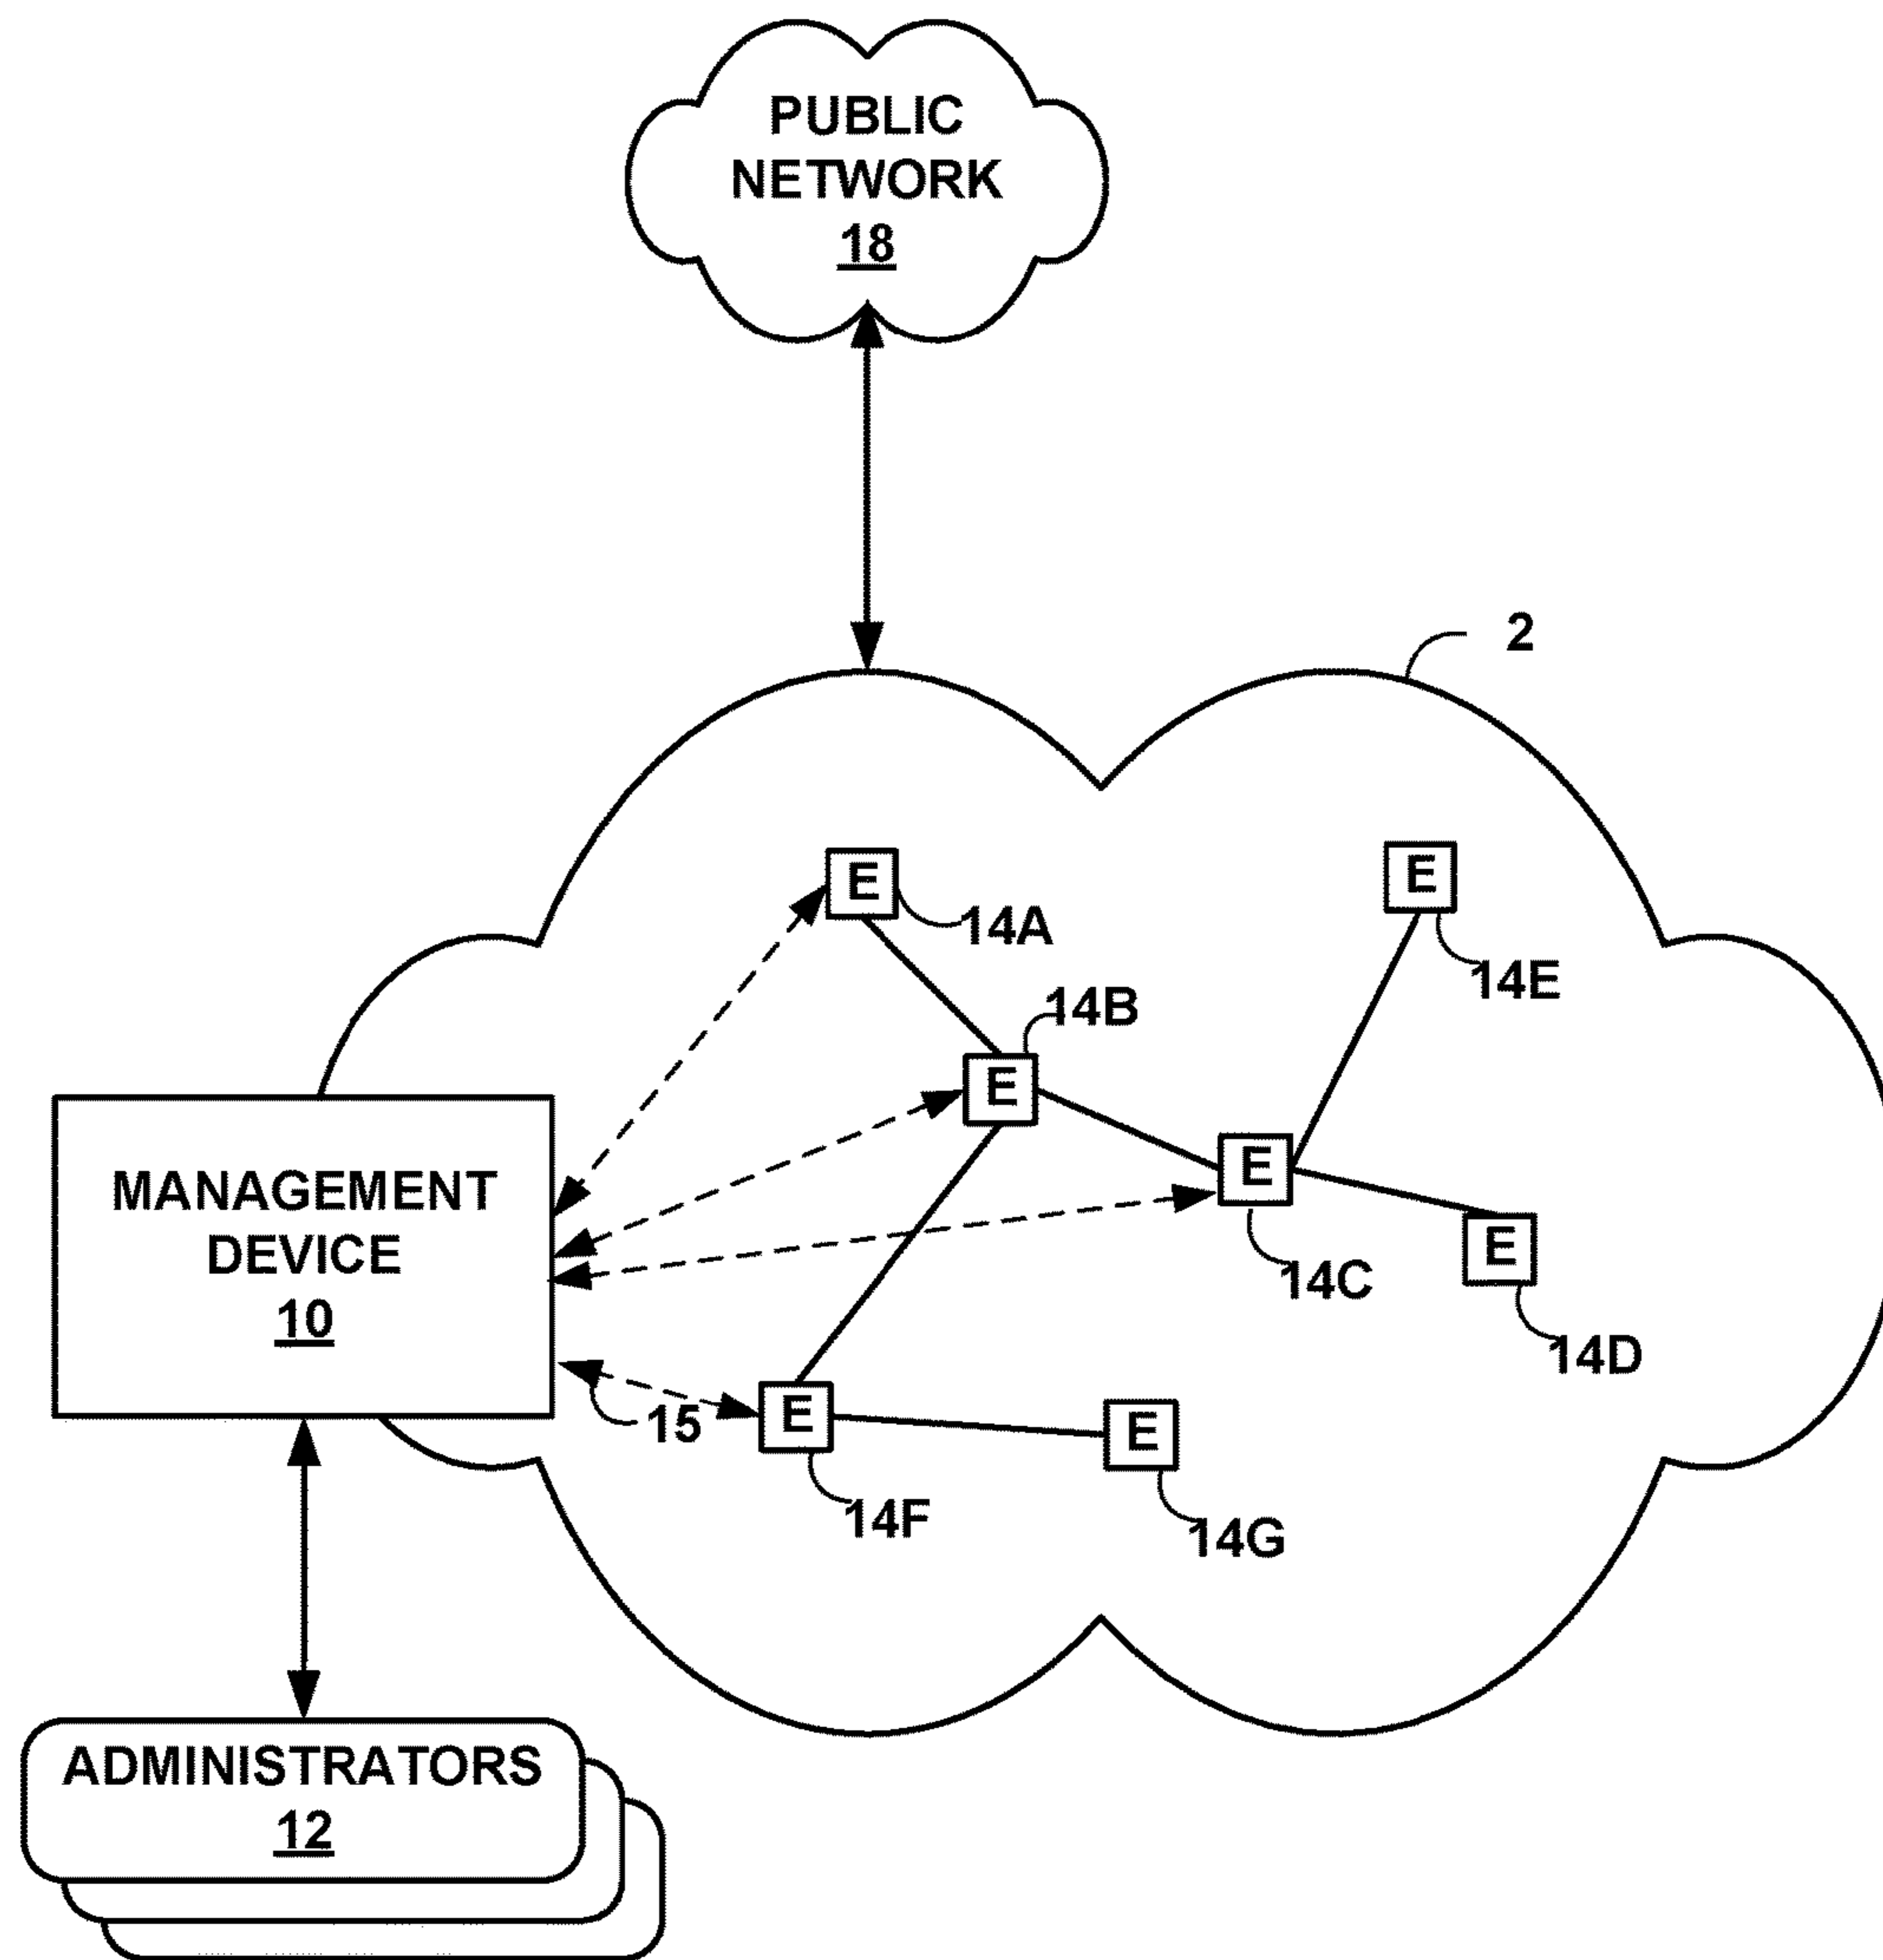 PUBLIC
NETWORK
18
2
E
14A
E
14E
E
14B
E
14C
E
14D
MANAGEMENT
DEVICE
10
15
E
14F
E
14G
ADMINISTRATORS
12